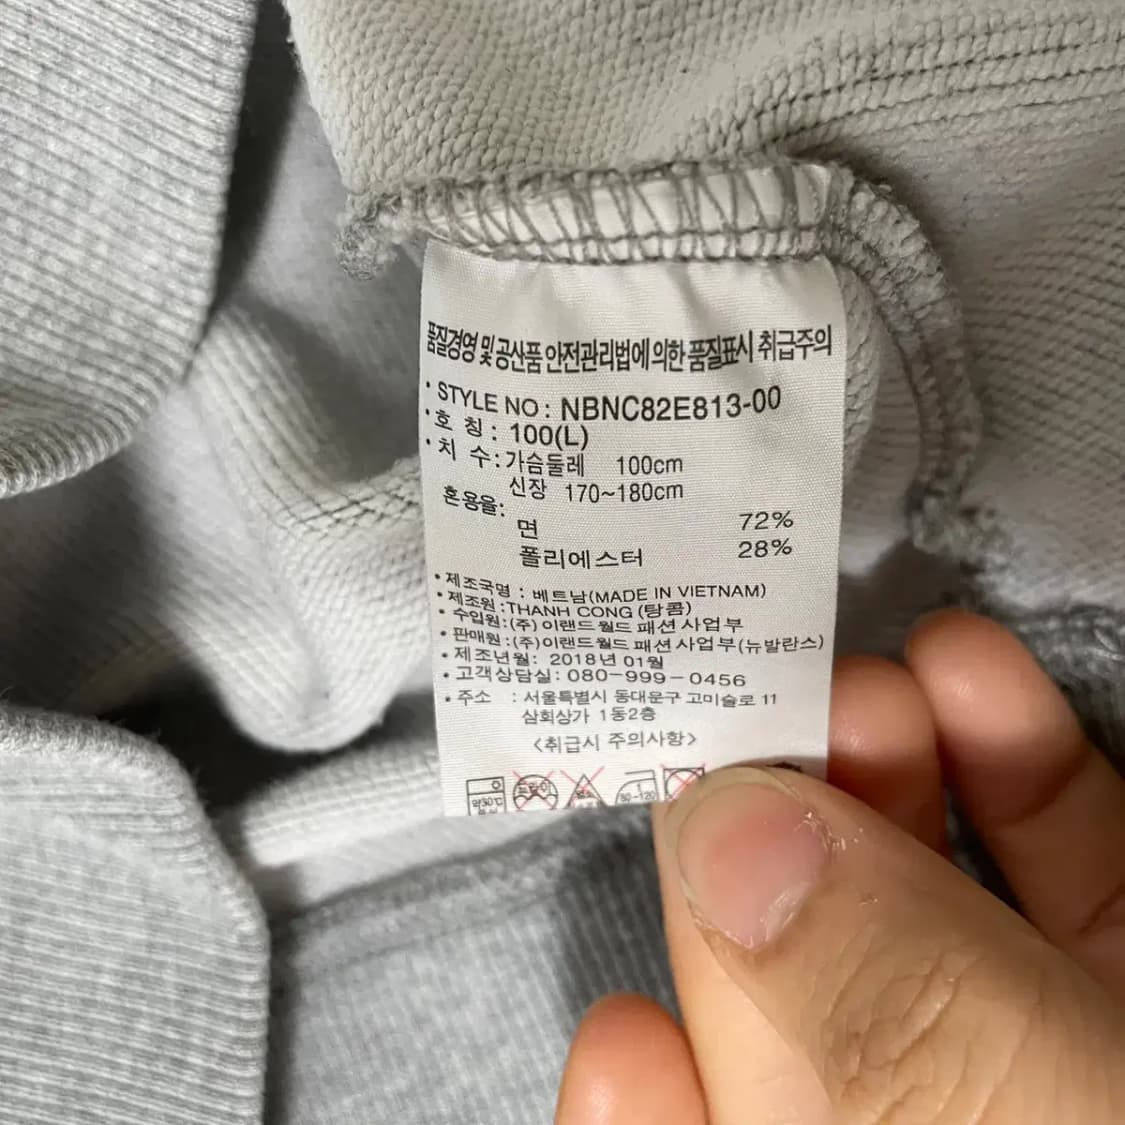 품질경영 및 공산품 안전관리법에 의한 품질표시 취급주의
• STYLE NO : NBNC82E813-00
• 호 칭 : 100(L)
• 치 수 : 가슴둘레 100cm
신장 170~180cm
혼용율:
면 72%
폴리에스터 28%
• 제조국명 : 베트남(MADE IN VIETNAM)
• 제조원 : THANH CONG (탕콤)
• 수입원 : (주)이랜드월드 패션사업부
• 판매원 : (주)이랜드월드 패션사업부(뉴발란스)
• 제조년월: 2018년 01월
• 고객상담실: 080-999-0456
• 주소 : 서울특별시 동대문구 고미술로 11
삼희상가 1동2층
<취급시 주의사항>
약30℃ 드라이 80~120